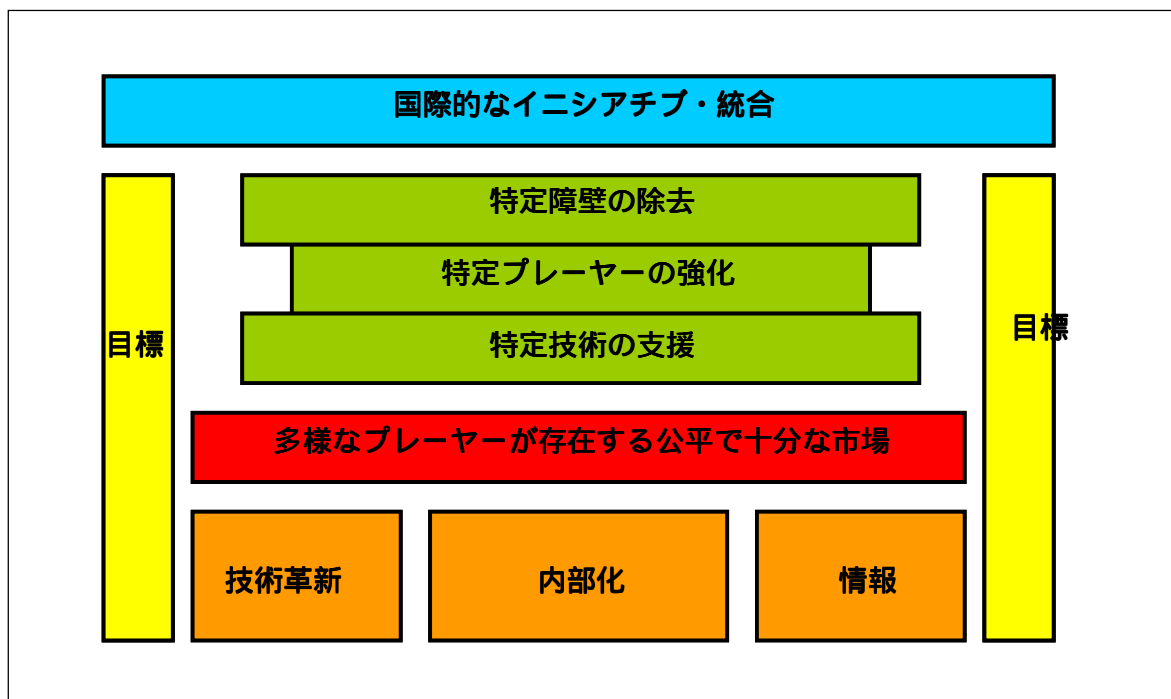 国際的なイニシアチブ・統合
特定障壁の除去
特定プレーヤーの強化
特定技術の支援
目標
目標
多様なプレーヤーが存在する公平で十分な市場
技術革新
内部化
情報